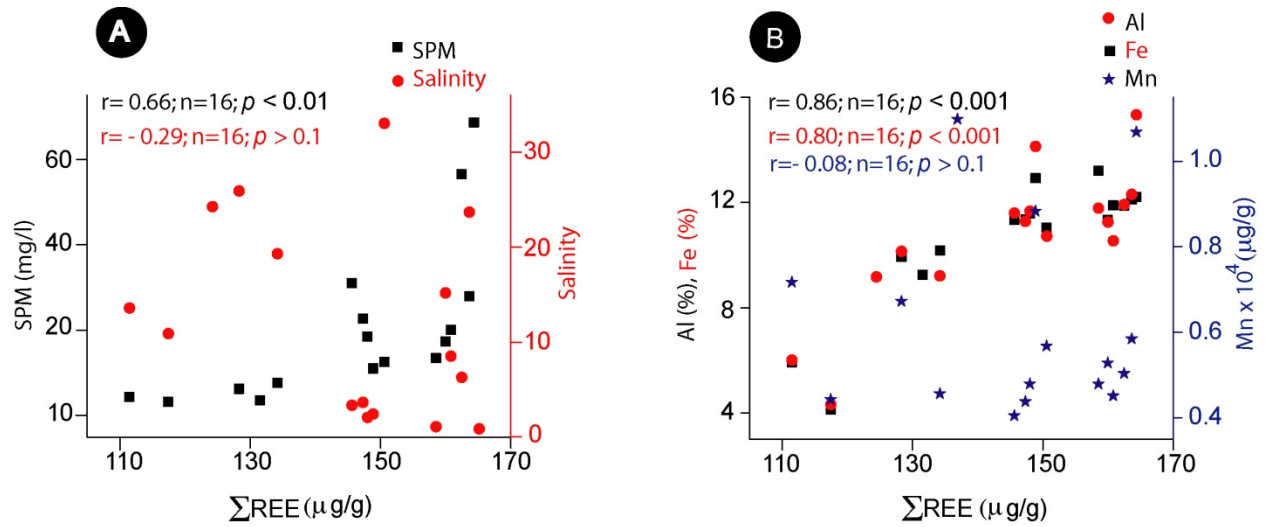 A
SPM
Salinity
r= 0.66; n=16; p < 0.01
r= - 0.29; n=16; p > 0.1
60
40
20
10
SPM (mg/l)
30
20
10
0
Salinity
110 130 150 170
∑REE (μ g/g)
B
Al
Fe
Mn
r= 0.86; n=16; p < 0.001
r= 0.80; n=16; p < 0.001
r=- 0.08; n=16; p > 0.1
16
12
8
4
Al (%), Fe (%)
1.0
0.8
0.6
0.4
Mn x 10⁴ (μg/g)
110 130 150 170
∑REE (μ g/g)